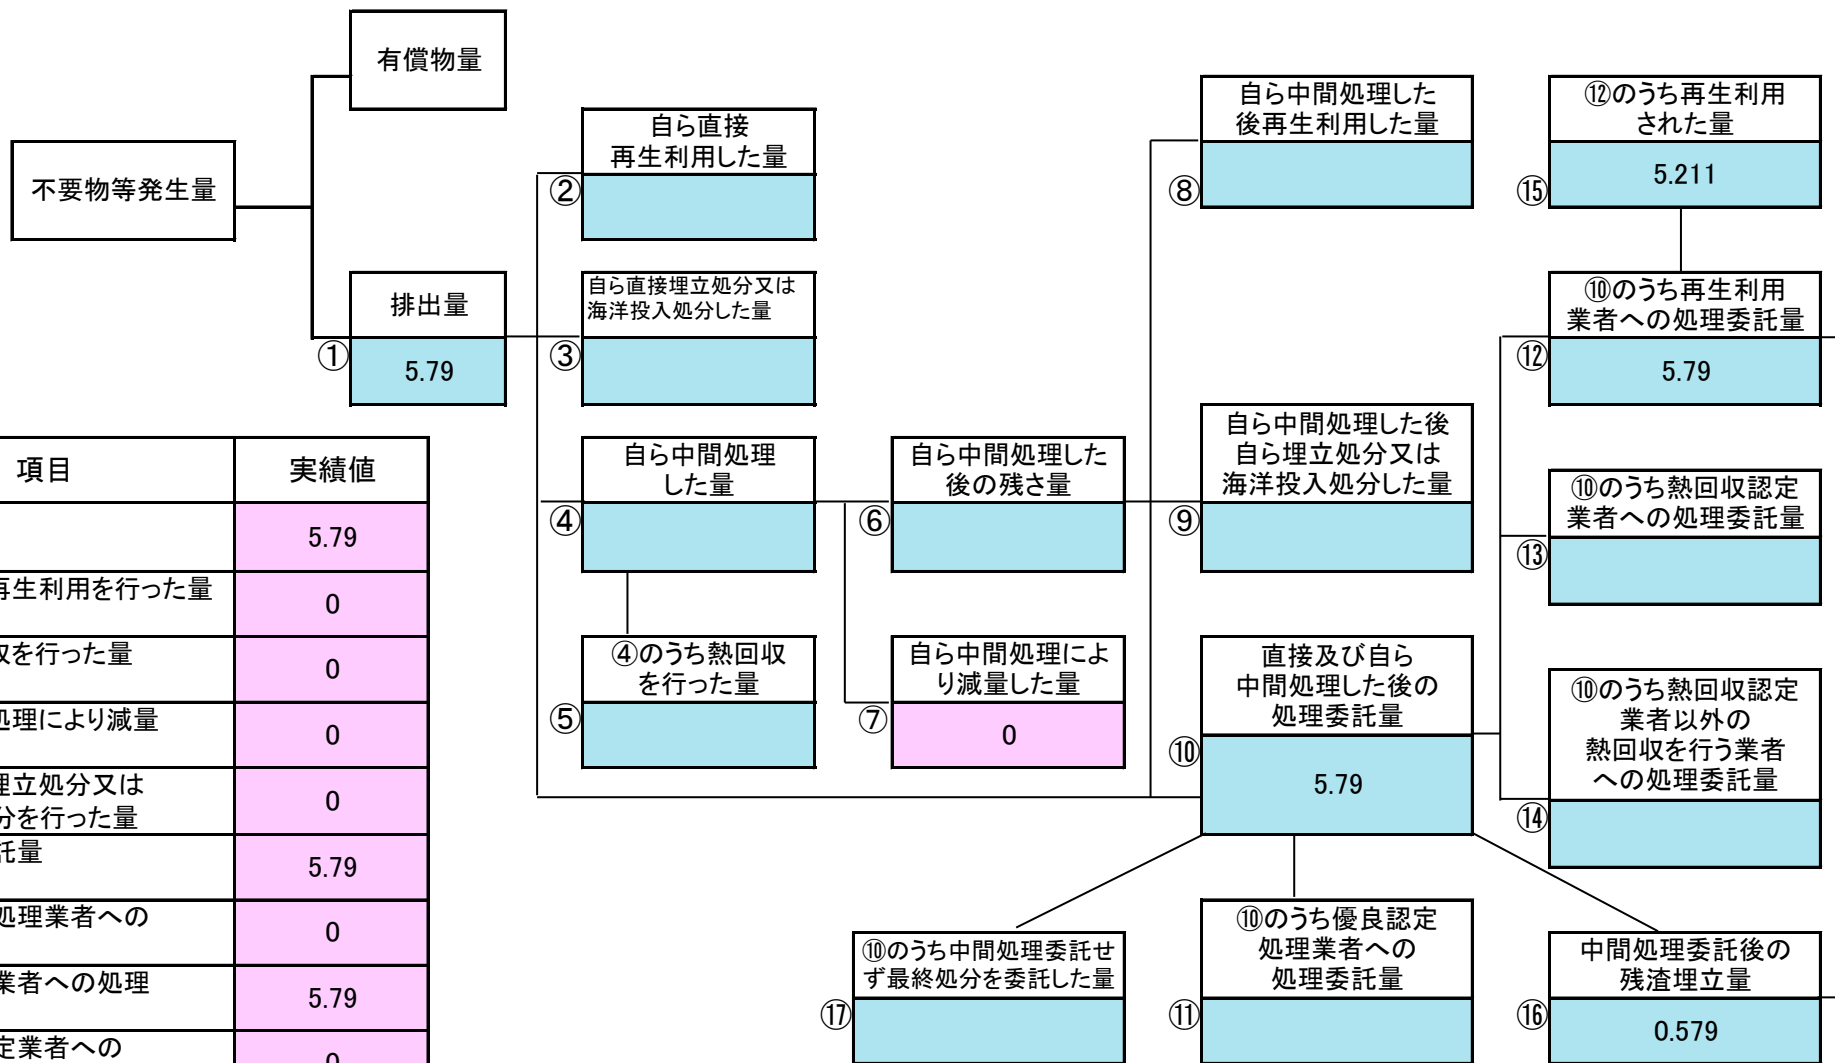 有償物量
不要物等発生量
排出量
①
5.79
自ら直接
再生利用した量
②
自ら直接埋立処分又は
海洋投入処分した量
③
自ら中間処理
した量
④
④のうち熱回収
を行った量
⑤
自ら中間処理した
後の残さ量
⑥
自ら中間処理によ
り減量した量
⑦
0
自ら中間処理した
後再生利用した量
⑧
自ら中間処理した後
自ら埋立処分又は
海洋投入処分した量
⑨
直接及び自ら
中間処理した後の
処理委託量
⑩
5.79
⑩のうち中間処理委託せ
ず最終処分を委託した量
⑰
⑩のうち優良認定
処理業者への
処理委託量
⑪
⑫のうち再生利用
された量
⑮
5.211
⑩のうち再生利用
業者への処理委託量
⑫
5.79
⑩のうち熱回収認定
業者への処理委託量
⑬
⑩のうち熱回収認定
業者以外の
熱回収を行う業者
への処理委託量
⑭
中間処理委託後の
残渣埋立量
⑯
0.579
項目 実績値
5.79
再生利用を行った量 0
を行った量 0
処理により減量 0
埋立処分又は
分を行った量 0
託量 5.79
処理業者への 0
業者への処理 5.79
定業者への 0